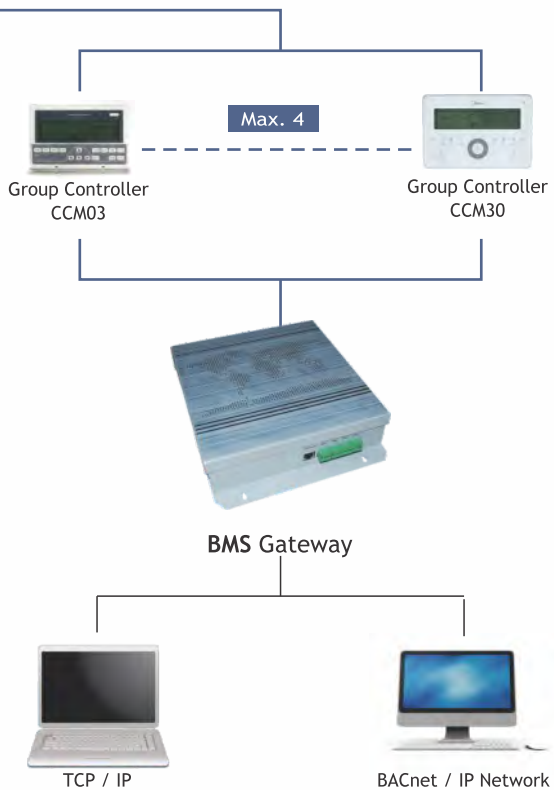 Max. 4
Group Controller
CCM03
Group Controller
CCM30
BMS Gateway
TCP / IP
BACnet / IP Network